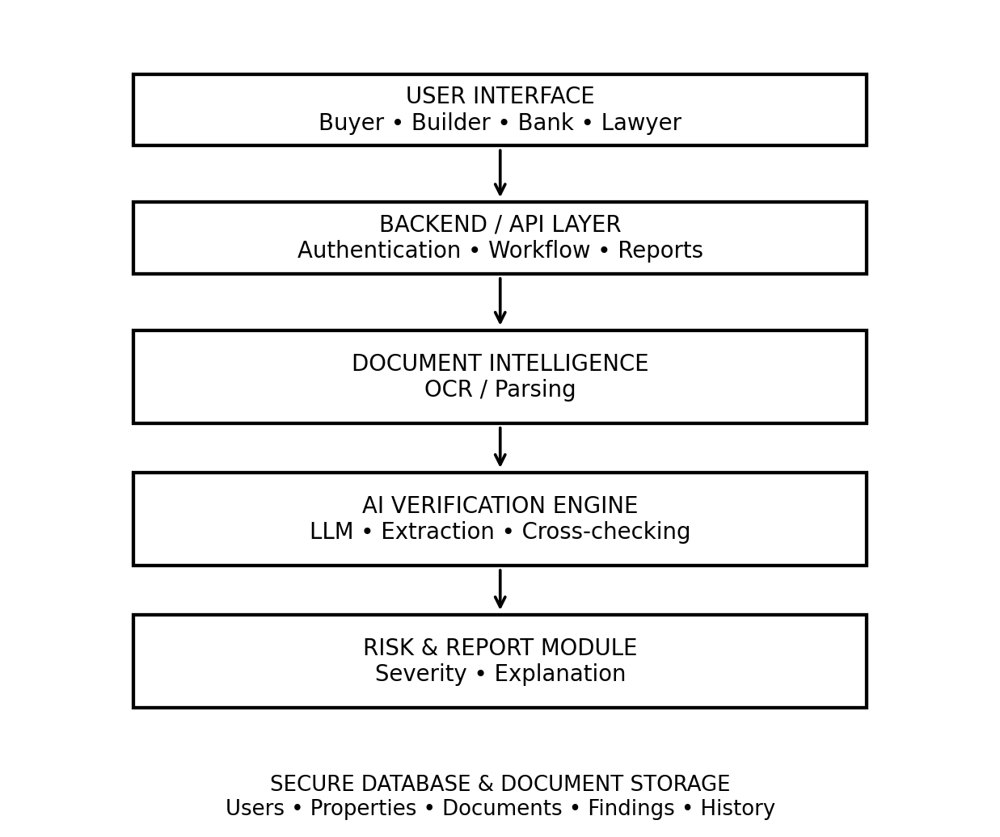 USER INTERFACE
Buyer • Builder • Bank • Lawyer
BACKEND / API LAYER
Authentication • Workflow • Reports
DOCUMENT INTELLIGENCE
OCR / Parsing
AI VERIFICATION ENGINE
LLM • Extraction • Cross-checking
RISK & REPORT MODULE
Severity • Explanation
SECURE DATABASE & DOCUMENT STORAGE
Users • Properties • Documents • Findings • History